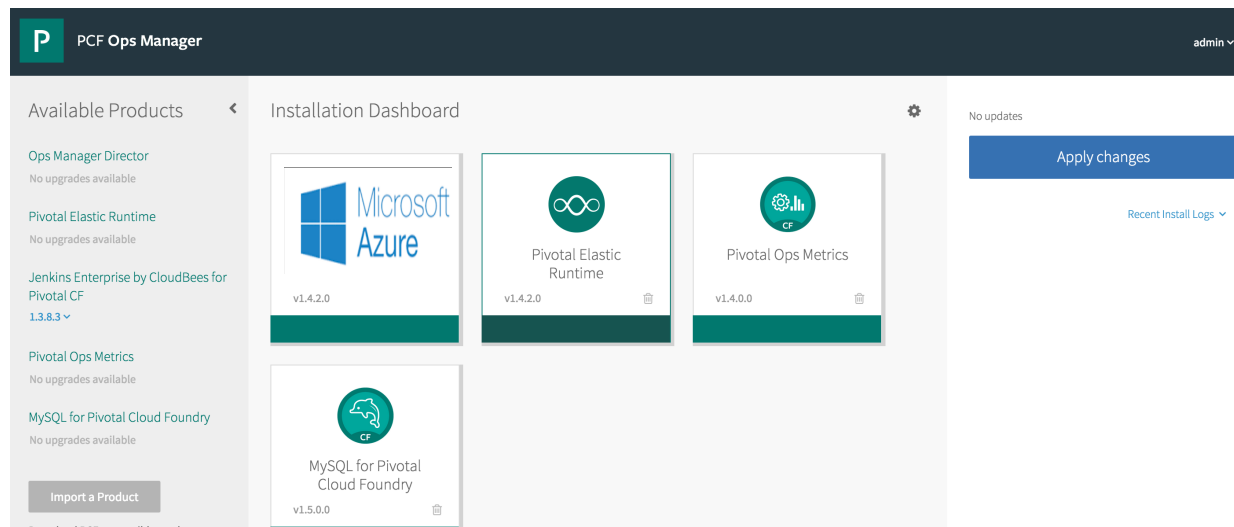 P
PCF Ops Manager
admin
Available Products
Ops Manager Director
No upgrades available
Pivotal Elastic Runtime
No upgrades available
Jenkins Enterprise by CloudBees for
Pivotal CF
1.3.8.3
Pivotal Ops Metrics
No upgrades available
MySQL for Pivotal Cloud Foundry
No upgrades available
Import a Product
Installation Dashboard
Microsoft
Azure
v1.4.2.0
Pivotal Elastic
Runtime
v1.4.2.0
CF
Pivotal Ops Metrics
v1.4.0.0
CF
MySQL for Pivotal
Cloud Foundry
v1.5.0.0
No updates
Apply changes
Recent Install Logs